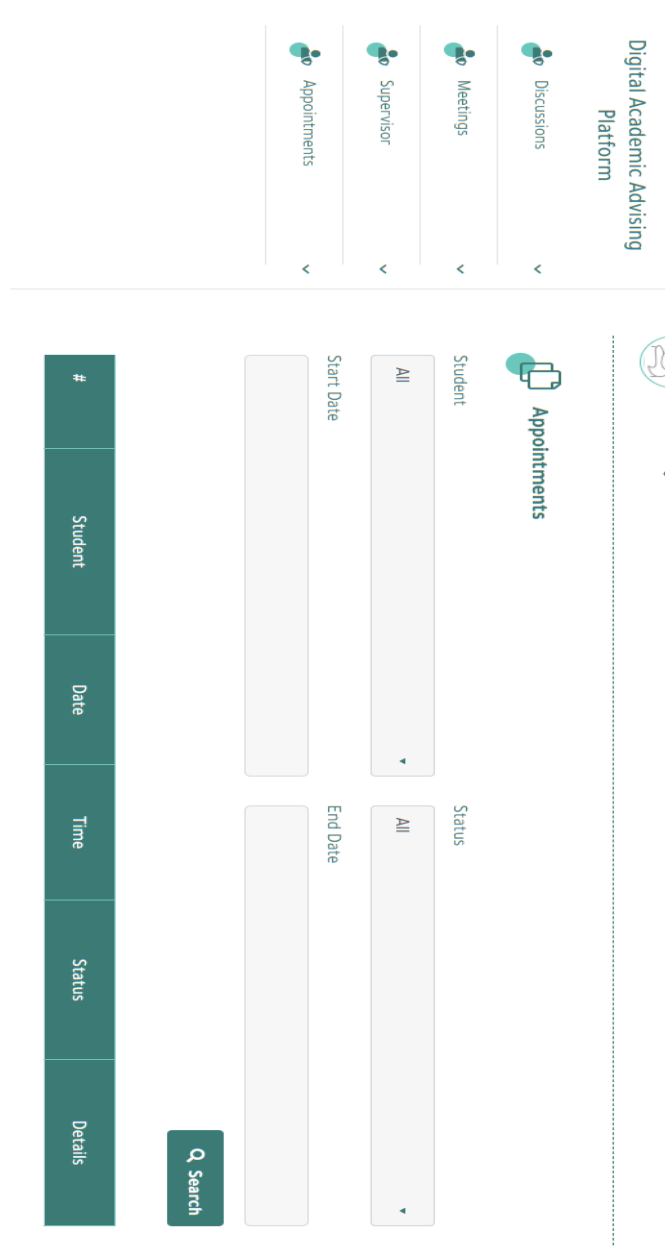 Digital Academic Advising
Platform
Discussions
Meetings
Supervisor
Appointments
Appointments
Student
Status
All
All
Start Date
End Date
Search
# Student Date Time Status Details